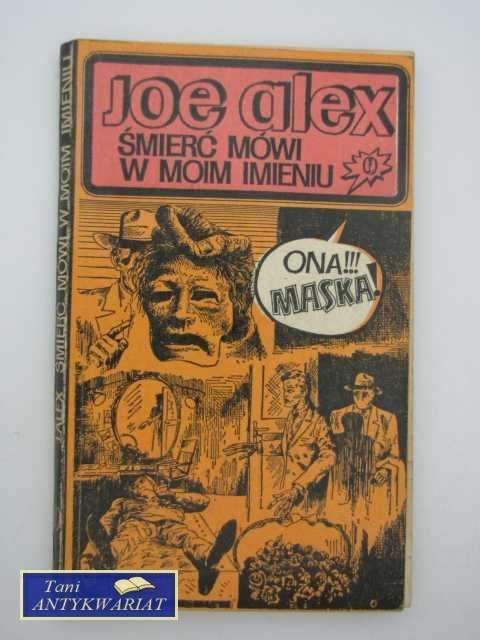 Joe alex
ŚMIERĆ MÓWI
W MOIM IMIENIU
ONA!!!
MASKA!
J. ALEX ŚMIERĆ MÓWI W MOIM IMIENIU
Tani
ANTYKWARIAT